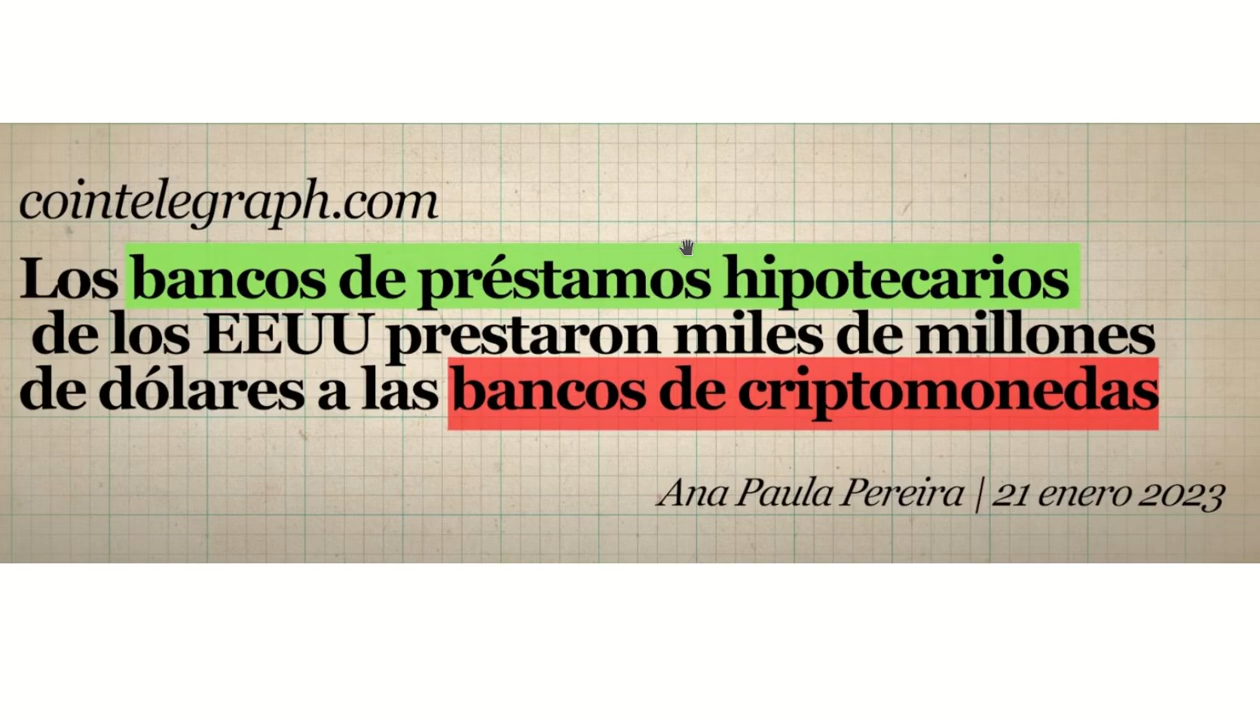 cointelegraph.com
Los bancos de préstamos hipotecarios
de los EEUU prestaron miles de millones
de dólares a las bancos de criptomonedas
Ana Paula Pereira | 21 enero 2023